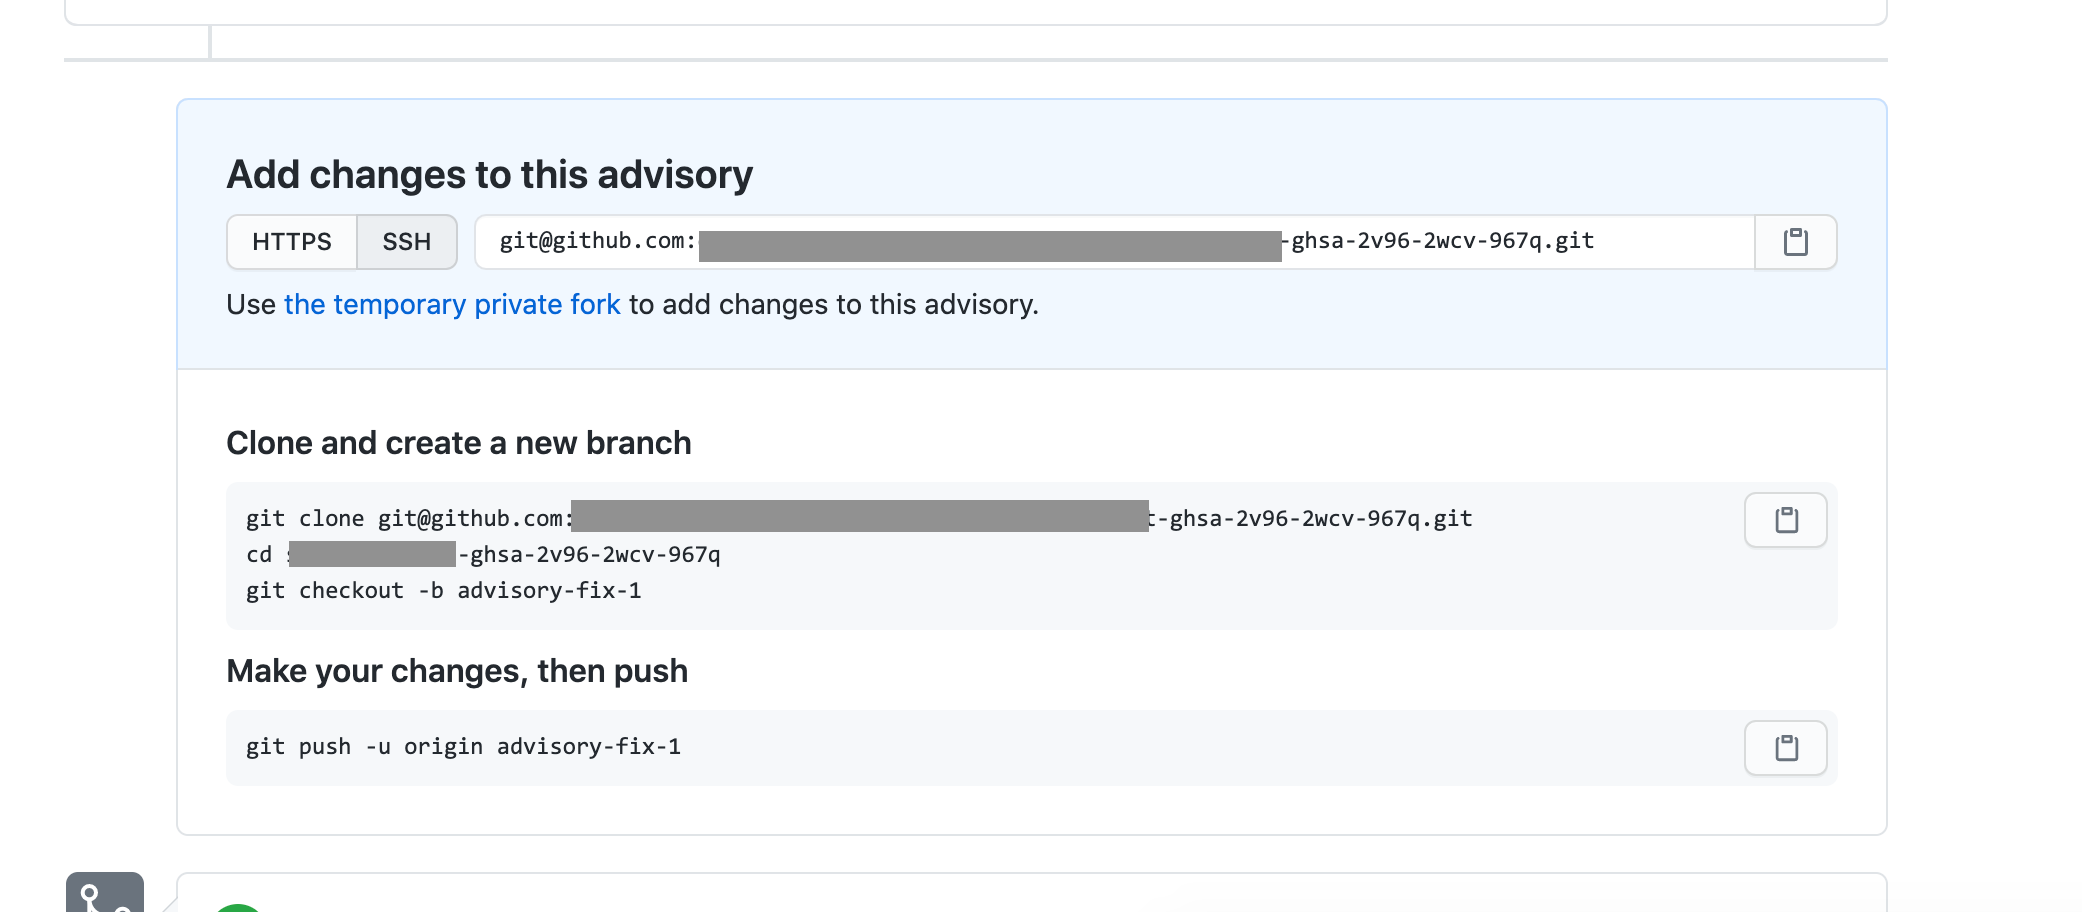 Add changes to this advisory
HTTPS SSH git@github.com: -ghsa-2v96-2wcv-967q.git
Use the temporary private fork to add changes to this advisory.
Clone and create a new branch
git clone git@github.com: t-ghsa-2v96-2wcv-967q.git
cd -ghsa-2v96-2wcv-967q
git checkout -b advisory-fix-1
Make your changes, then push
git push -u origin advisory-fix-1